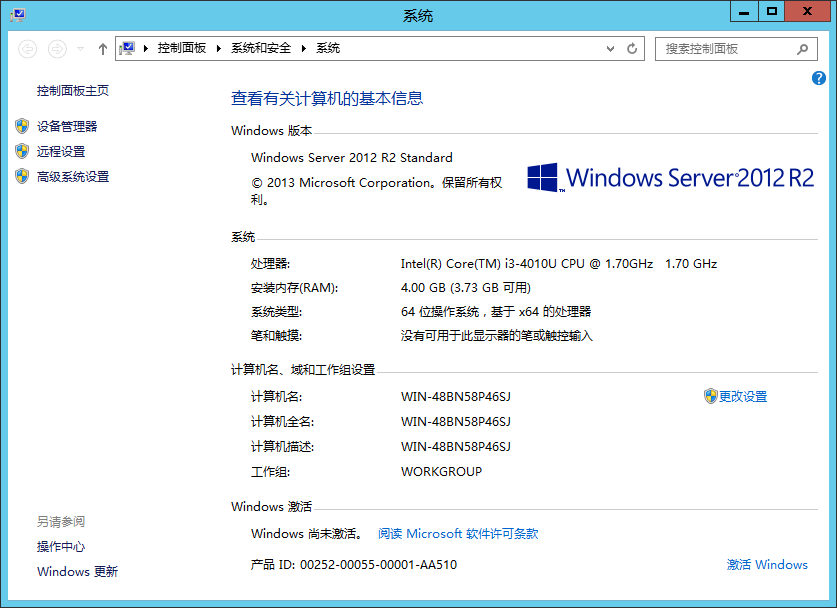 系统
控制面板 系统和安全 系统
搜索控制面板
控制面板主页
设备管理器
远程设置
高级系统设置
查看有关计算机的基本信息
Windows 版本
Windows Server 2012 R2 Standard
© 2013 Microsoft Corporation。保留所有权
利。
Windows Server 2012 R2
系统
处理器: Intel(R) Core(TM) i3-4010U CPU @ 1.70GHz 1.70 GHz
安装内存(RAM): 4.00 GB (3.73 GB 可用)
系统类型: 64 位操作系统，基于 x64 的处理器
笔和触摸: 没有可用于此显示器的笔或触控输入
计算机名、域和工作组设置
计算机名: WIN-48BN58P46SJ 更改设置
计算机全名: WIN-48BN58P46SJ
计算机描述: WIN-48BN58P46SJ
工作组: WORKGROUP
Windows 激活
Windows 尚未激活。 阅读 Microsoft 软件许可条款
产品 ID: 00252-00055-00001-AA510 激活 Windows
另请参阅
操作中心
Windows 更新